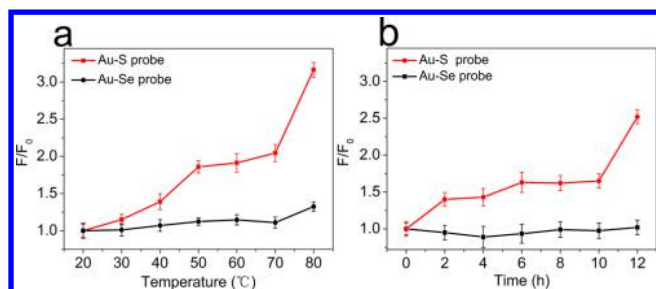 a
Au-S probe
Au-Se probe
F/F0
3.0
2.5
2.0
1.5
1.0
20 30 40 50 60 70 80
Temperature (℃)
b
Au-S probe
Au-Se probe
F/F0
3.0
2.5
2.0
1.5
1.0
0 2 4 6 8 10 12
Time (h)